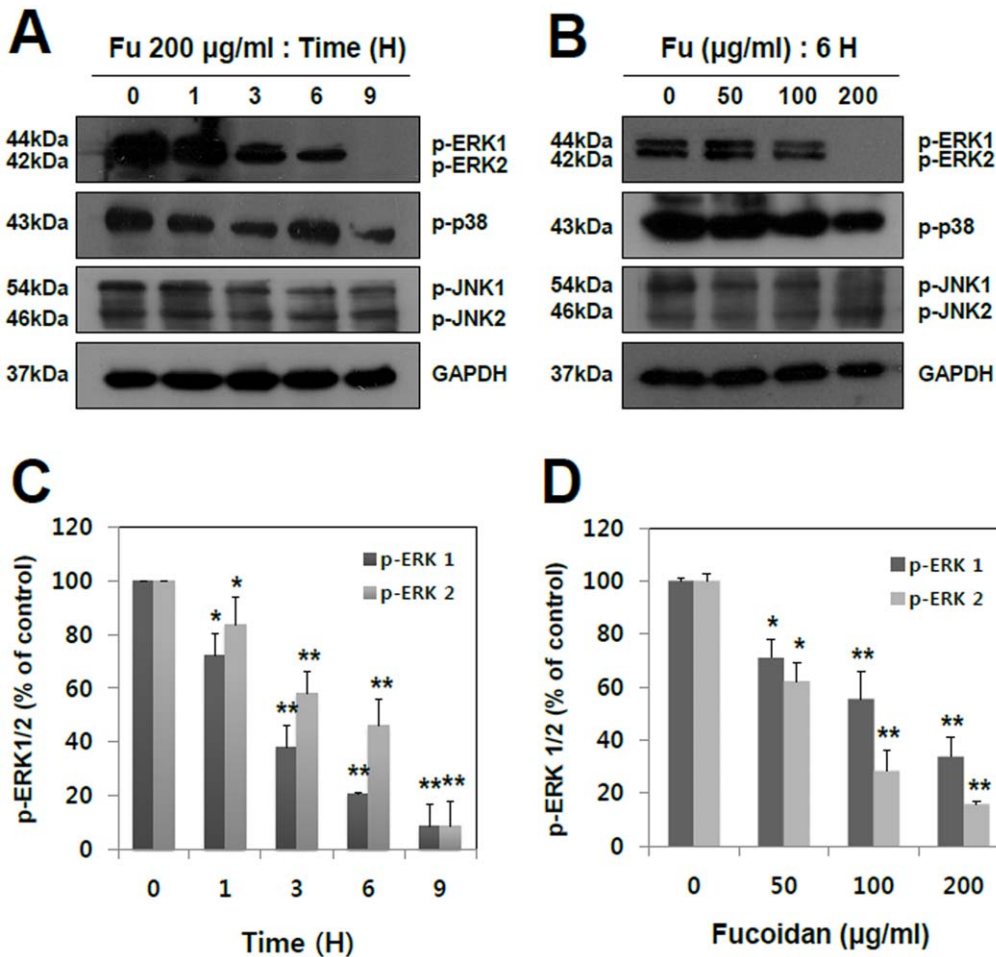 A
Fu 200 μg/ml : Time (H)
0 1 3 6 9
44kDa p-ERK1
42kDa p-ERK2
43kDa p-p38
54kDa p-JNK1
46kDa p-JNK2
37kDa GAPDH
B
Fu (μg/ml) : 6 H
0 50 100 200
44kDa p-ERK1
42kDa p-ERK2
43kDa p-p38
54kDa p-JNK1
46kDa p-JNK2
37kDa GAPDH
C
p-ERK1/2 (% of control)
120
100
80
60
40
20
0
p-ERK 1
p-ERK 2
* *
** **
** **
** **
0 1 3 6 9
Time (H)
D
p-ERK 1/2 (% of control)
120
100
80
60
40
20
0
p-ERK 1
p-ERK 2
* *
** **
** **
0 50 100 200
Fucoidan (μg/ml)